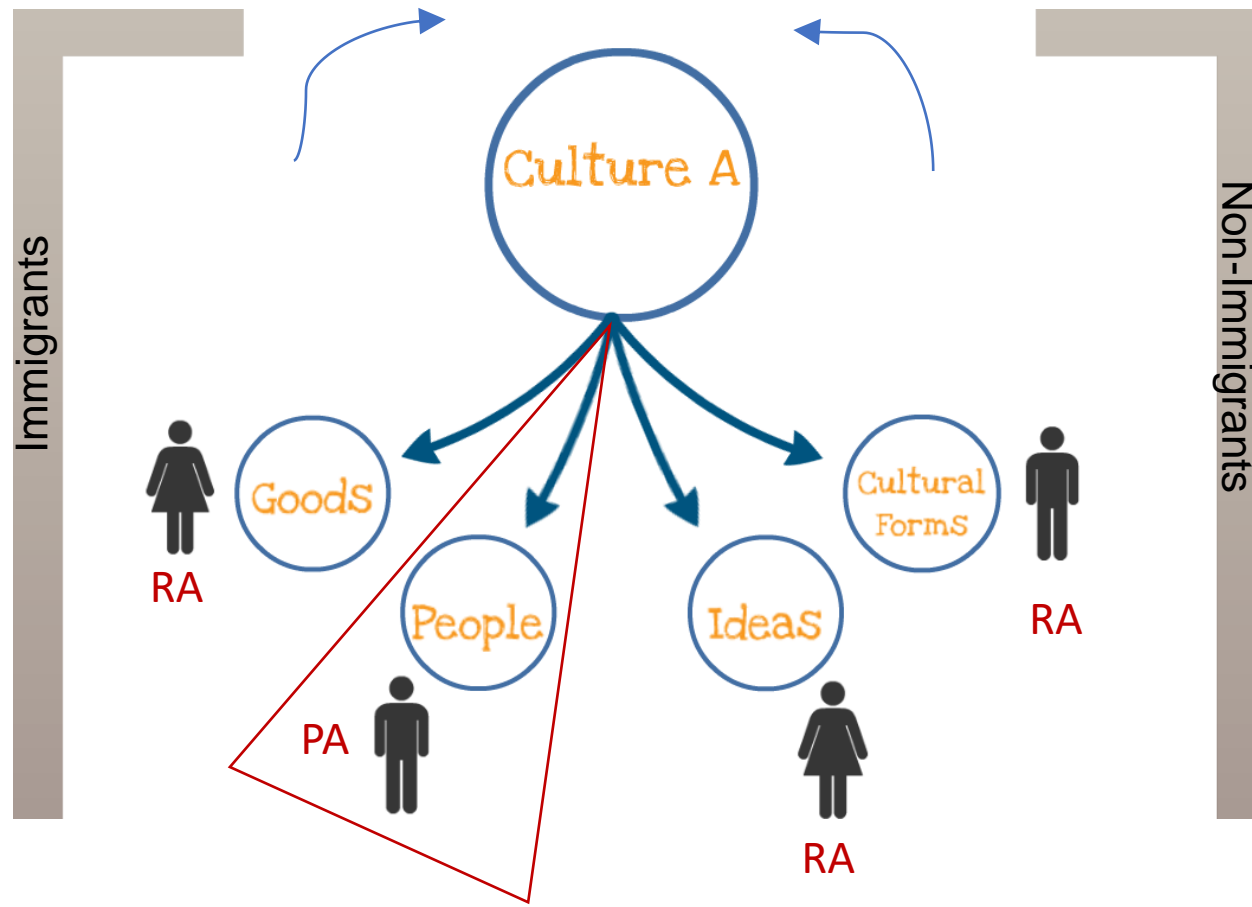 Culture A
Immigrants
Non-Immigrants
Goods
Cultural
Forms
RA
People
Ideas
RA
PA
RA